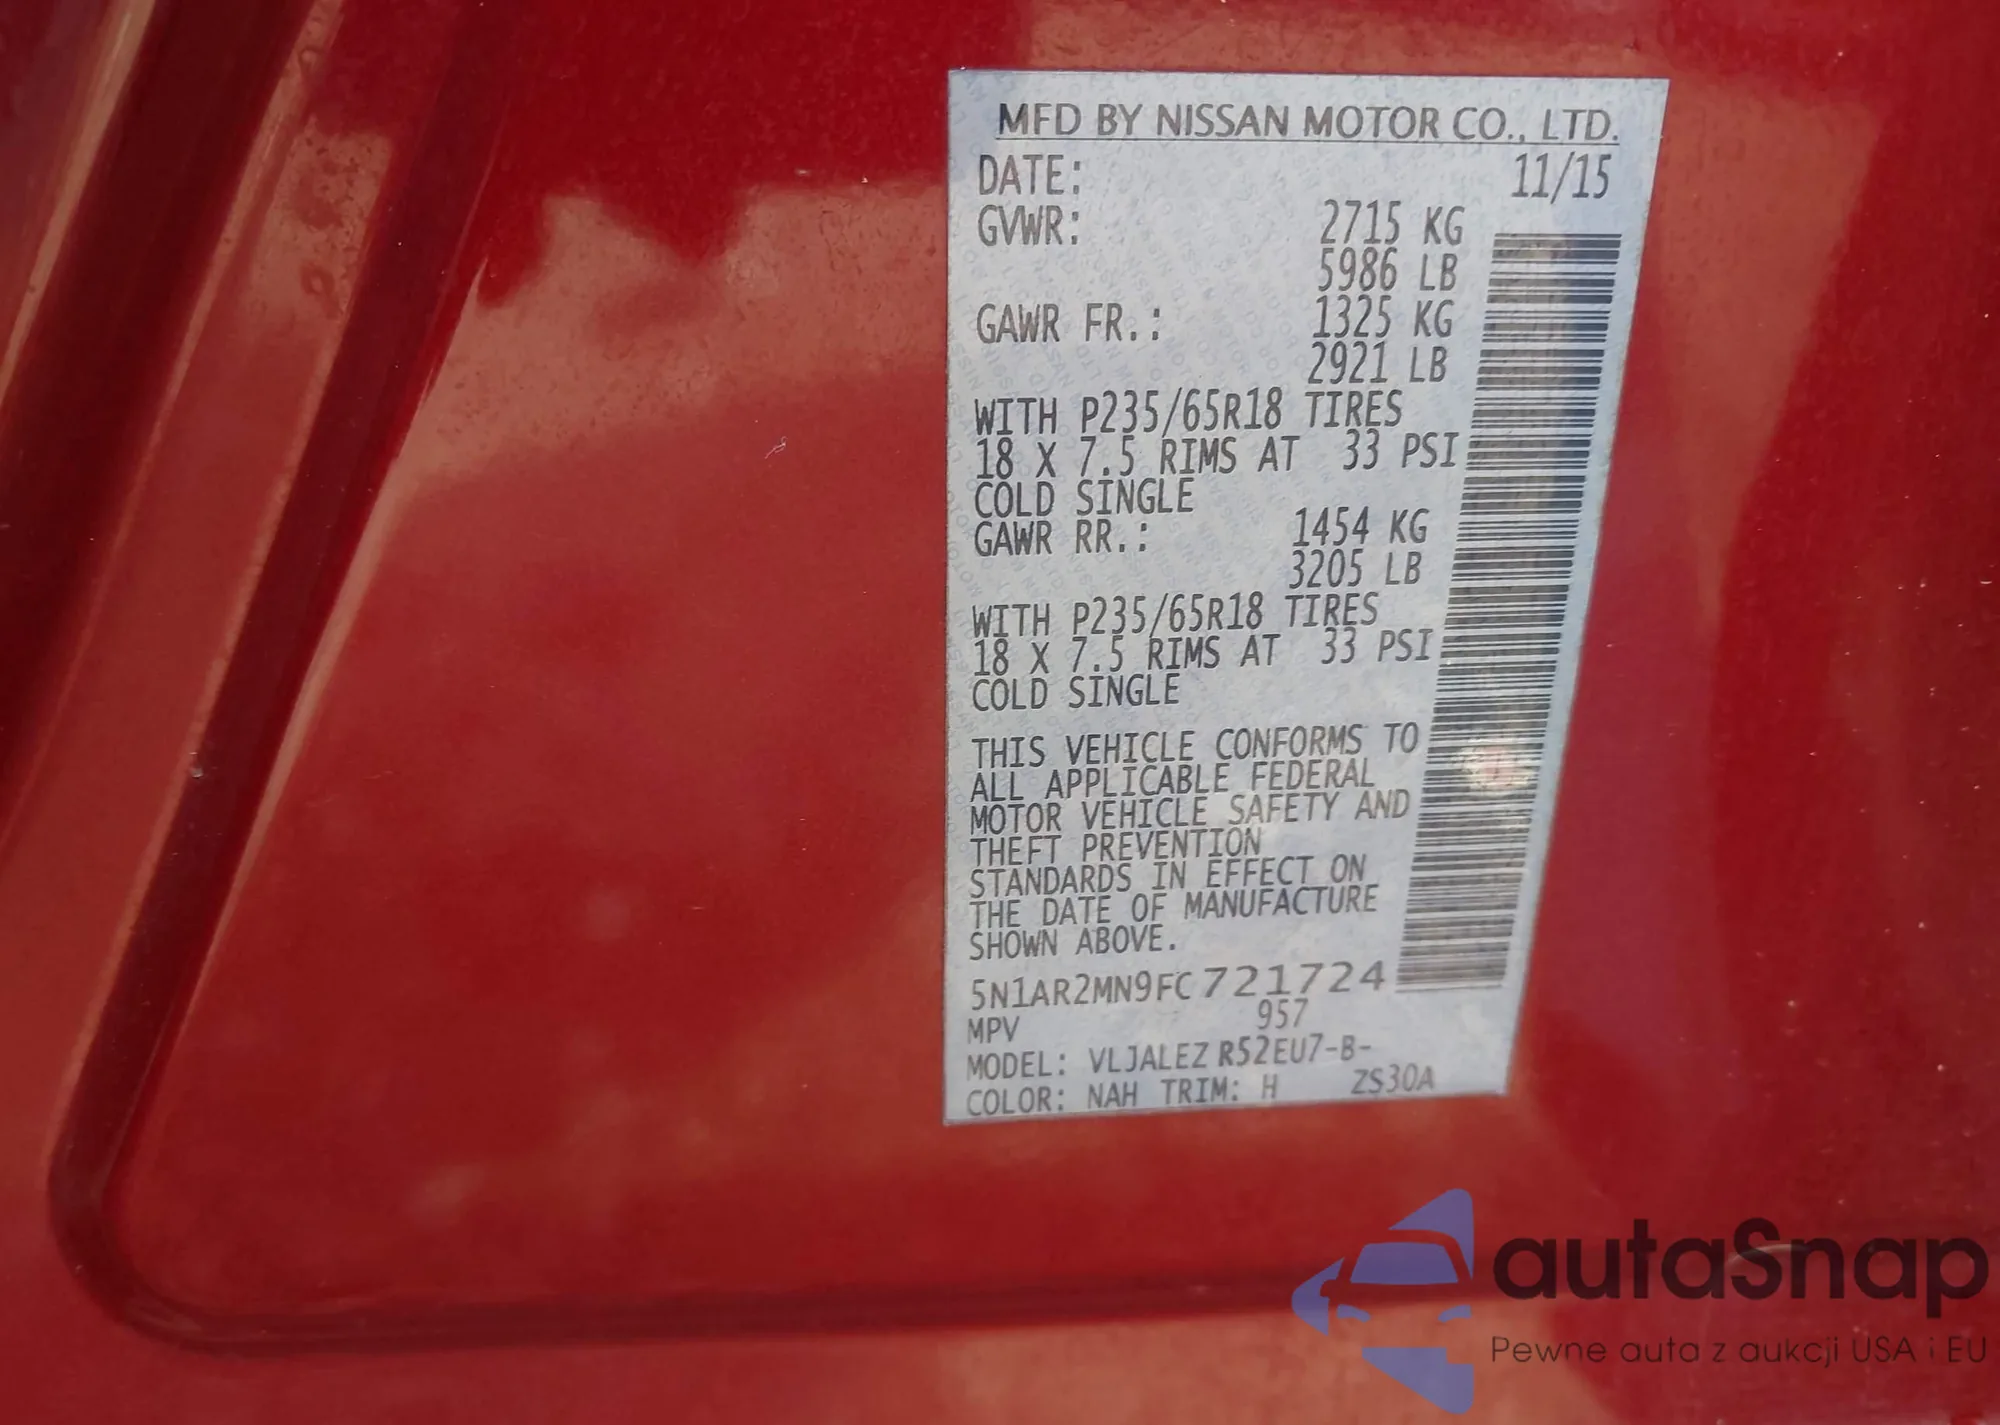 MFD BY NISSAN MOTOR CO., LTD.
DATE: 11/15
GVWR: 2715 KG
5986 LB
GAWR FR.: 1325 KG
2921 LB
WITH P235/65R18 TIRES
18 X 7.5 RIMS AT 33 PSI
COLD SINGLE
GAWR RR.: 1454 KG
3205 LB
WITH P235/65R18 TIRES
18 X 7.5 RIMS AT 33 PSI
COLD SINGLE
THIS VEHICLE CONFORMS TO
ALL APPLICABLE FEDERAL
MOTOR VEHICLE SAFETY AND
THEFT PREVENTION
STANDARDS IN EFFECT ON
THE DATE OF MANUFACTURE
SHOWN ABOVE.
5N1AR2MN9FC721724
MPV 957
MODEL: VLJALEZ R52EU7-B-
COLOR: NAH TRIM: H ZS30A
autaSnap
Pewne auta z aukcji USA i EU